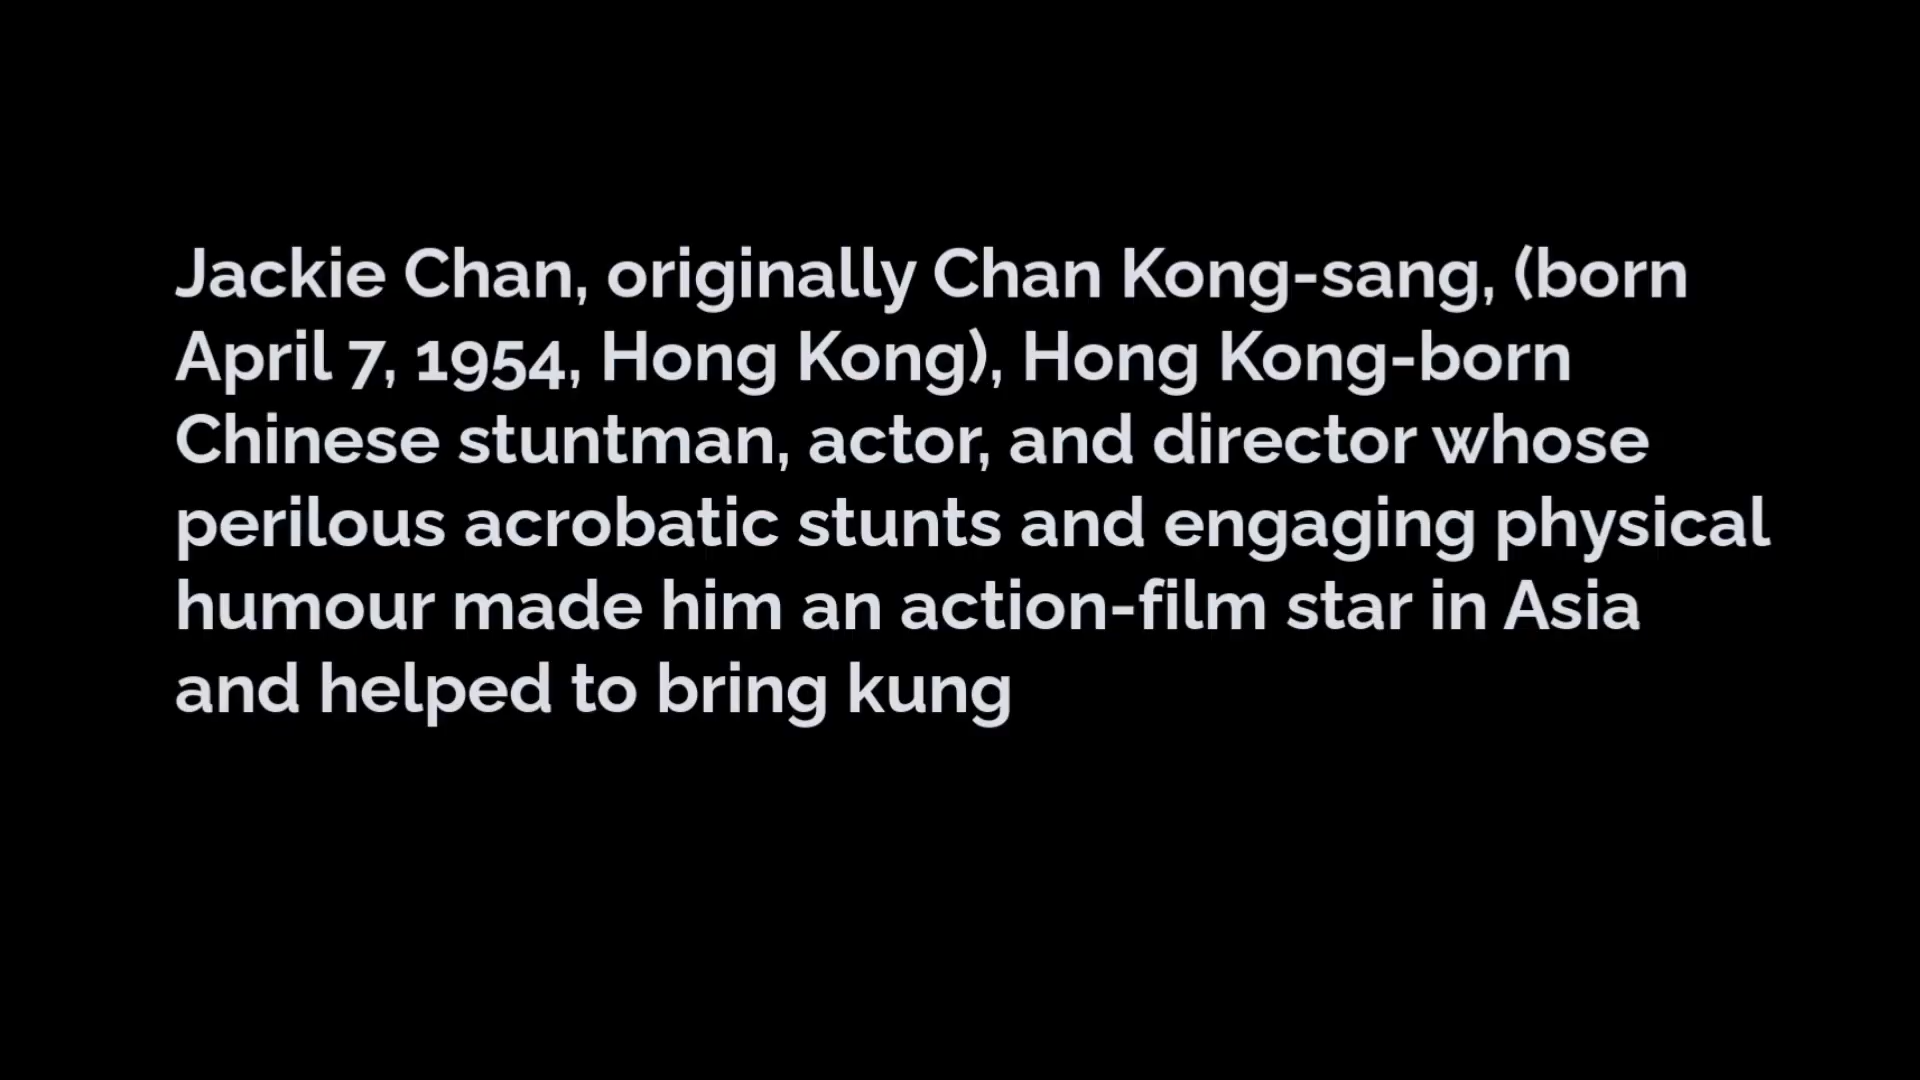 Jackie Chan, originally Chan Kong-sang, (born
April 7, 1954, Hong Kong), Hong Kong-born
Chinese stuntman, actor, and director whose
perilous acrobatic stunts and engaging physical
humour made him an action-film star in Asia
and helped to bring kung